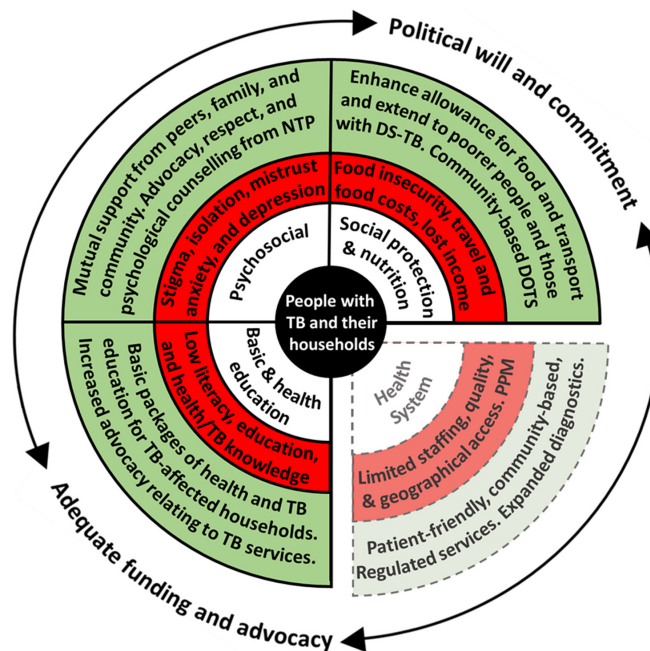 Political will and commitment
Mutual support from peers, family, and
community. Advocacy, respect, and
psychological counselling from NTP
Stigma, isolation, mistrust
anxiety, and depression
Psychosocial
Enhance allowance for food and transport
and extend to poorer people and those
with DS-TB. Community-based DOTS
Food insecurity, travel and
food costs, lost income
Social protection
& nutrition
People with
TB and their
households
Basic & health
education
Low literacy, education,
and health/TB knowledge
Basic packages of health and TB
education for TB-affected households.
Increased advocacy relating to TB services.
Health
System
Limited staffing, quality,
& geographical access. PPM
Patient-friendly, community-based,
Regulated services. Expanded diagnostics.
Adequate funding and advocacy